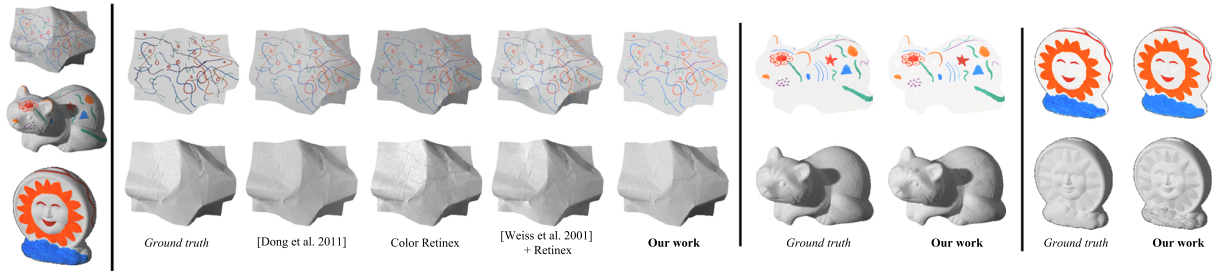 Ground truth
[Dong et al. 2011]
Color Retinex
[Weiss et al. 2001]
+ Retinex
Our work
Ground truth
Our work
Ground truth
Our work